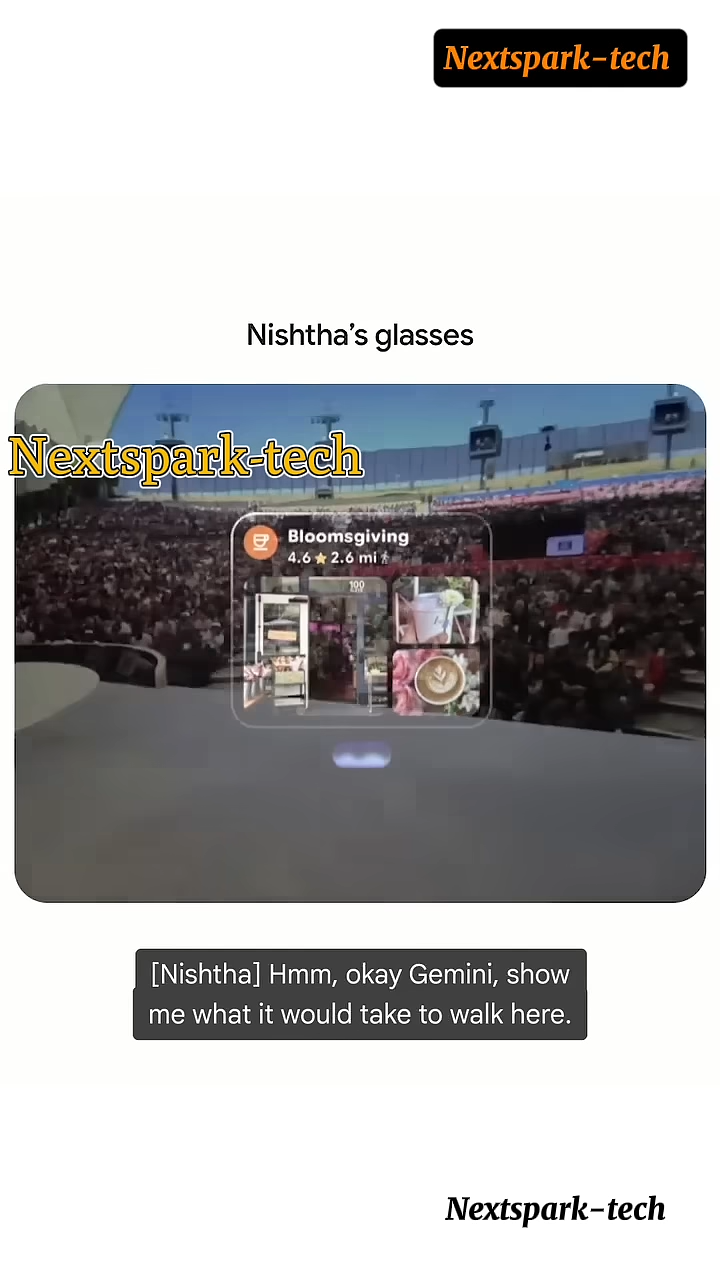 Nextspark-tech
Nishtha's glasses
Nextspark-tech
Bloomsgiving
4.6 ★ 2.6 mi
100
[Nishtha] Hmm, okay Gemini, show
me what it would take to walk here.
Nextspark-tech